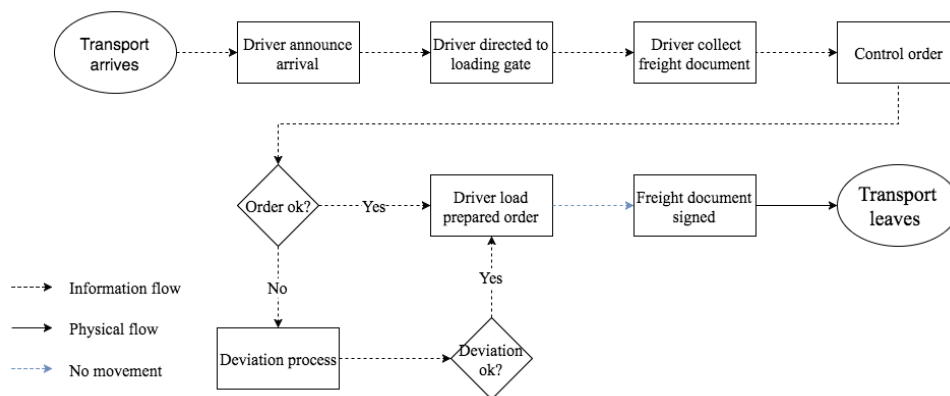 Transport
arrives
Driver announce
arrival
Driver directed to
loading gate
Driver collect
freight document
Control order
Order ok?
Yes
Driver load
prepared order
Freight document
signed
Transport
leaves
No
Yes
Deviation process
Deviation
ok?
Information flow
Physical flow
No movement